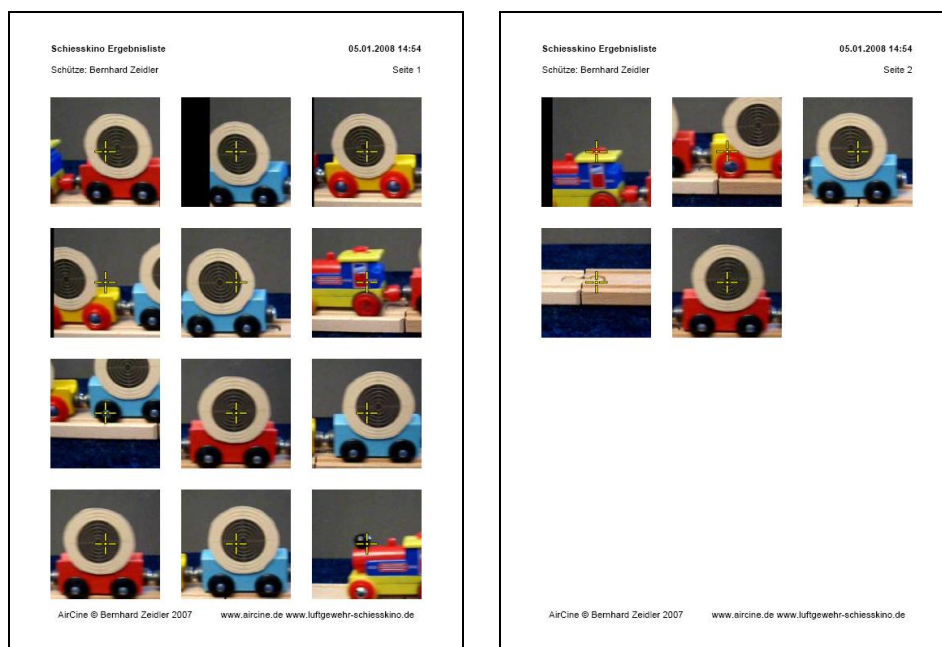 Schiesskino Ergebnisliste 05.01.2008 14:54
Schütze: Bernhard Zeidler Seite 1
AirCine © Bernhard Zeidler 2007 www.aircine.de www.luftgewehr-schiesskino.de
Schiesskino Ergebnisliste 05.01.2008 14:54
Schütze: Bernhard Zeidler Seite 2
AirCine © Bernhard Zeidler 2007 www.aircine.de www.luftgewehr-schiesskino.de